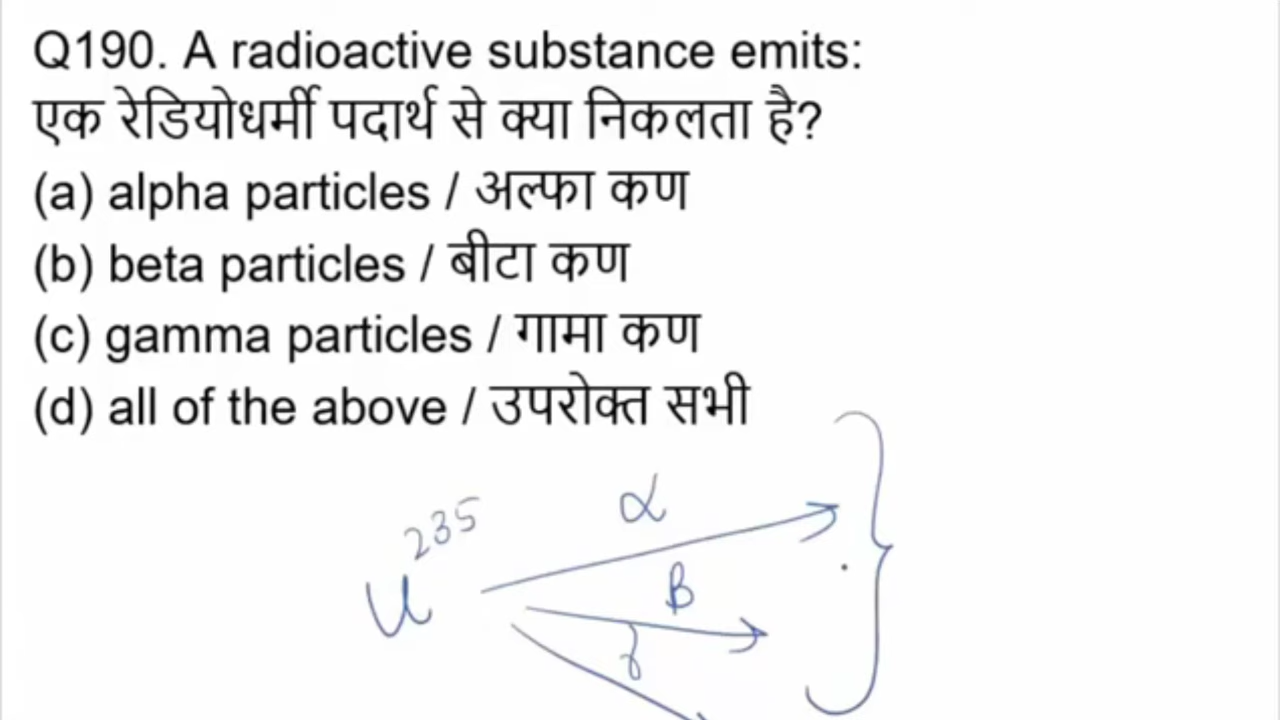 Q190. A radioactive substance emits:
एक रेडियोधर्मी पदार्थ से क्या निकलता है?
(a) alpha particles / अल्फा कण
(b) beta particles / बीटा कण
(c) gamma particles / गामा कण
(d) all of the above / उपरोक्त सभी
α
U²³⁵
β
γ